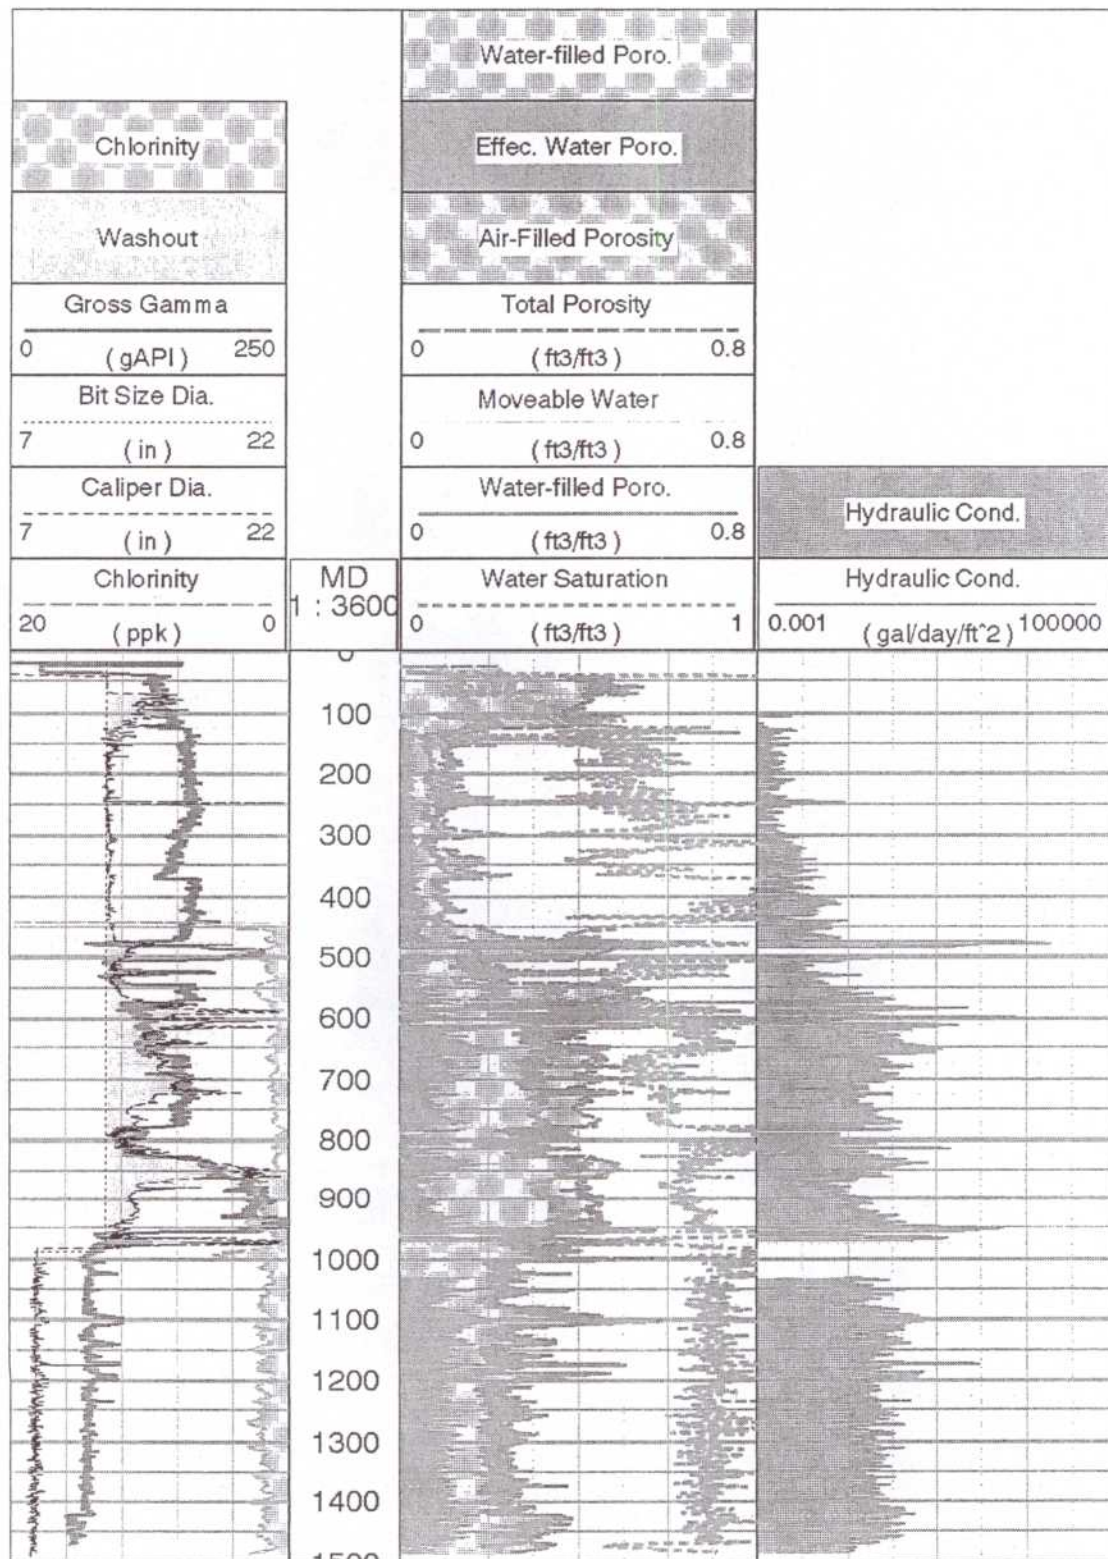 Water-filled Poro.
Chlorinity
Effec. Water Poro.
Washout
Air-Filled Porosity
Gross Gamma
0 (gAPI) 250
Total Porosity
0 (ft3/ft3) 0.8
Bit Size Dia.
7 (in) 22
Moveable Water
0 (ft3/ft3) 0.8
Caliper Dia.
7 (in) 22
Water-filled Poro.
0 (ft3/ft3) 0.8
Hydraulic Cond.
Chlorinity
20 (ppk) 0
MD
1 : 3600
Water Saturation
0 (ft3/ft3) 1
Hydraulic Cond.
0.001 (gal/day/ft^2) 100000
0
100
200
300
400
500
600
700
800
900
1000
1100
1200
1300
1400
1500